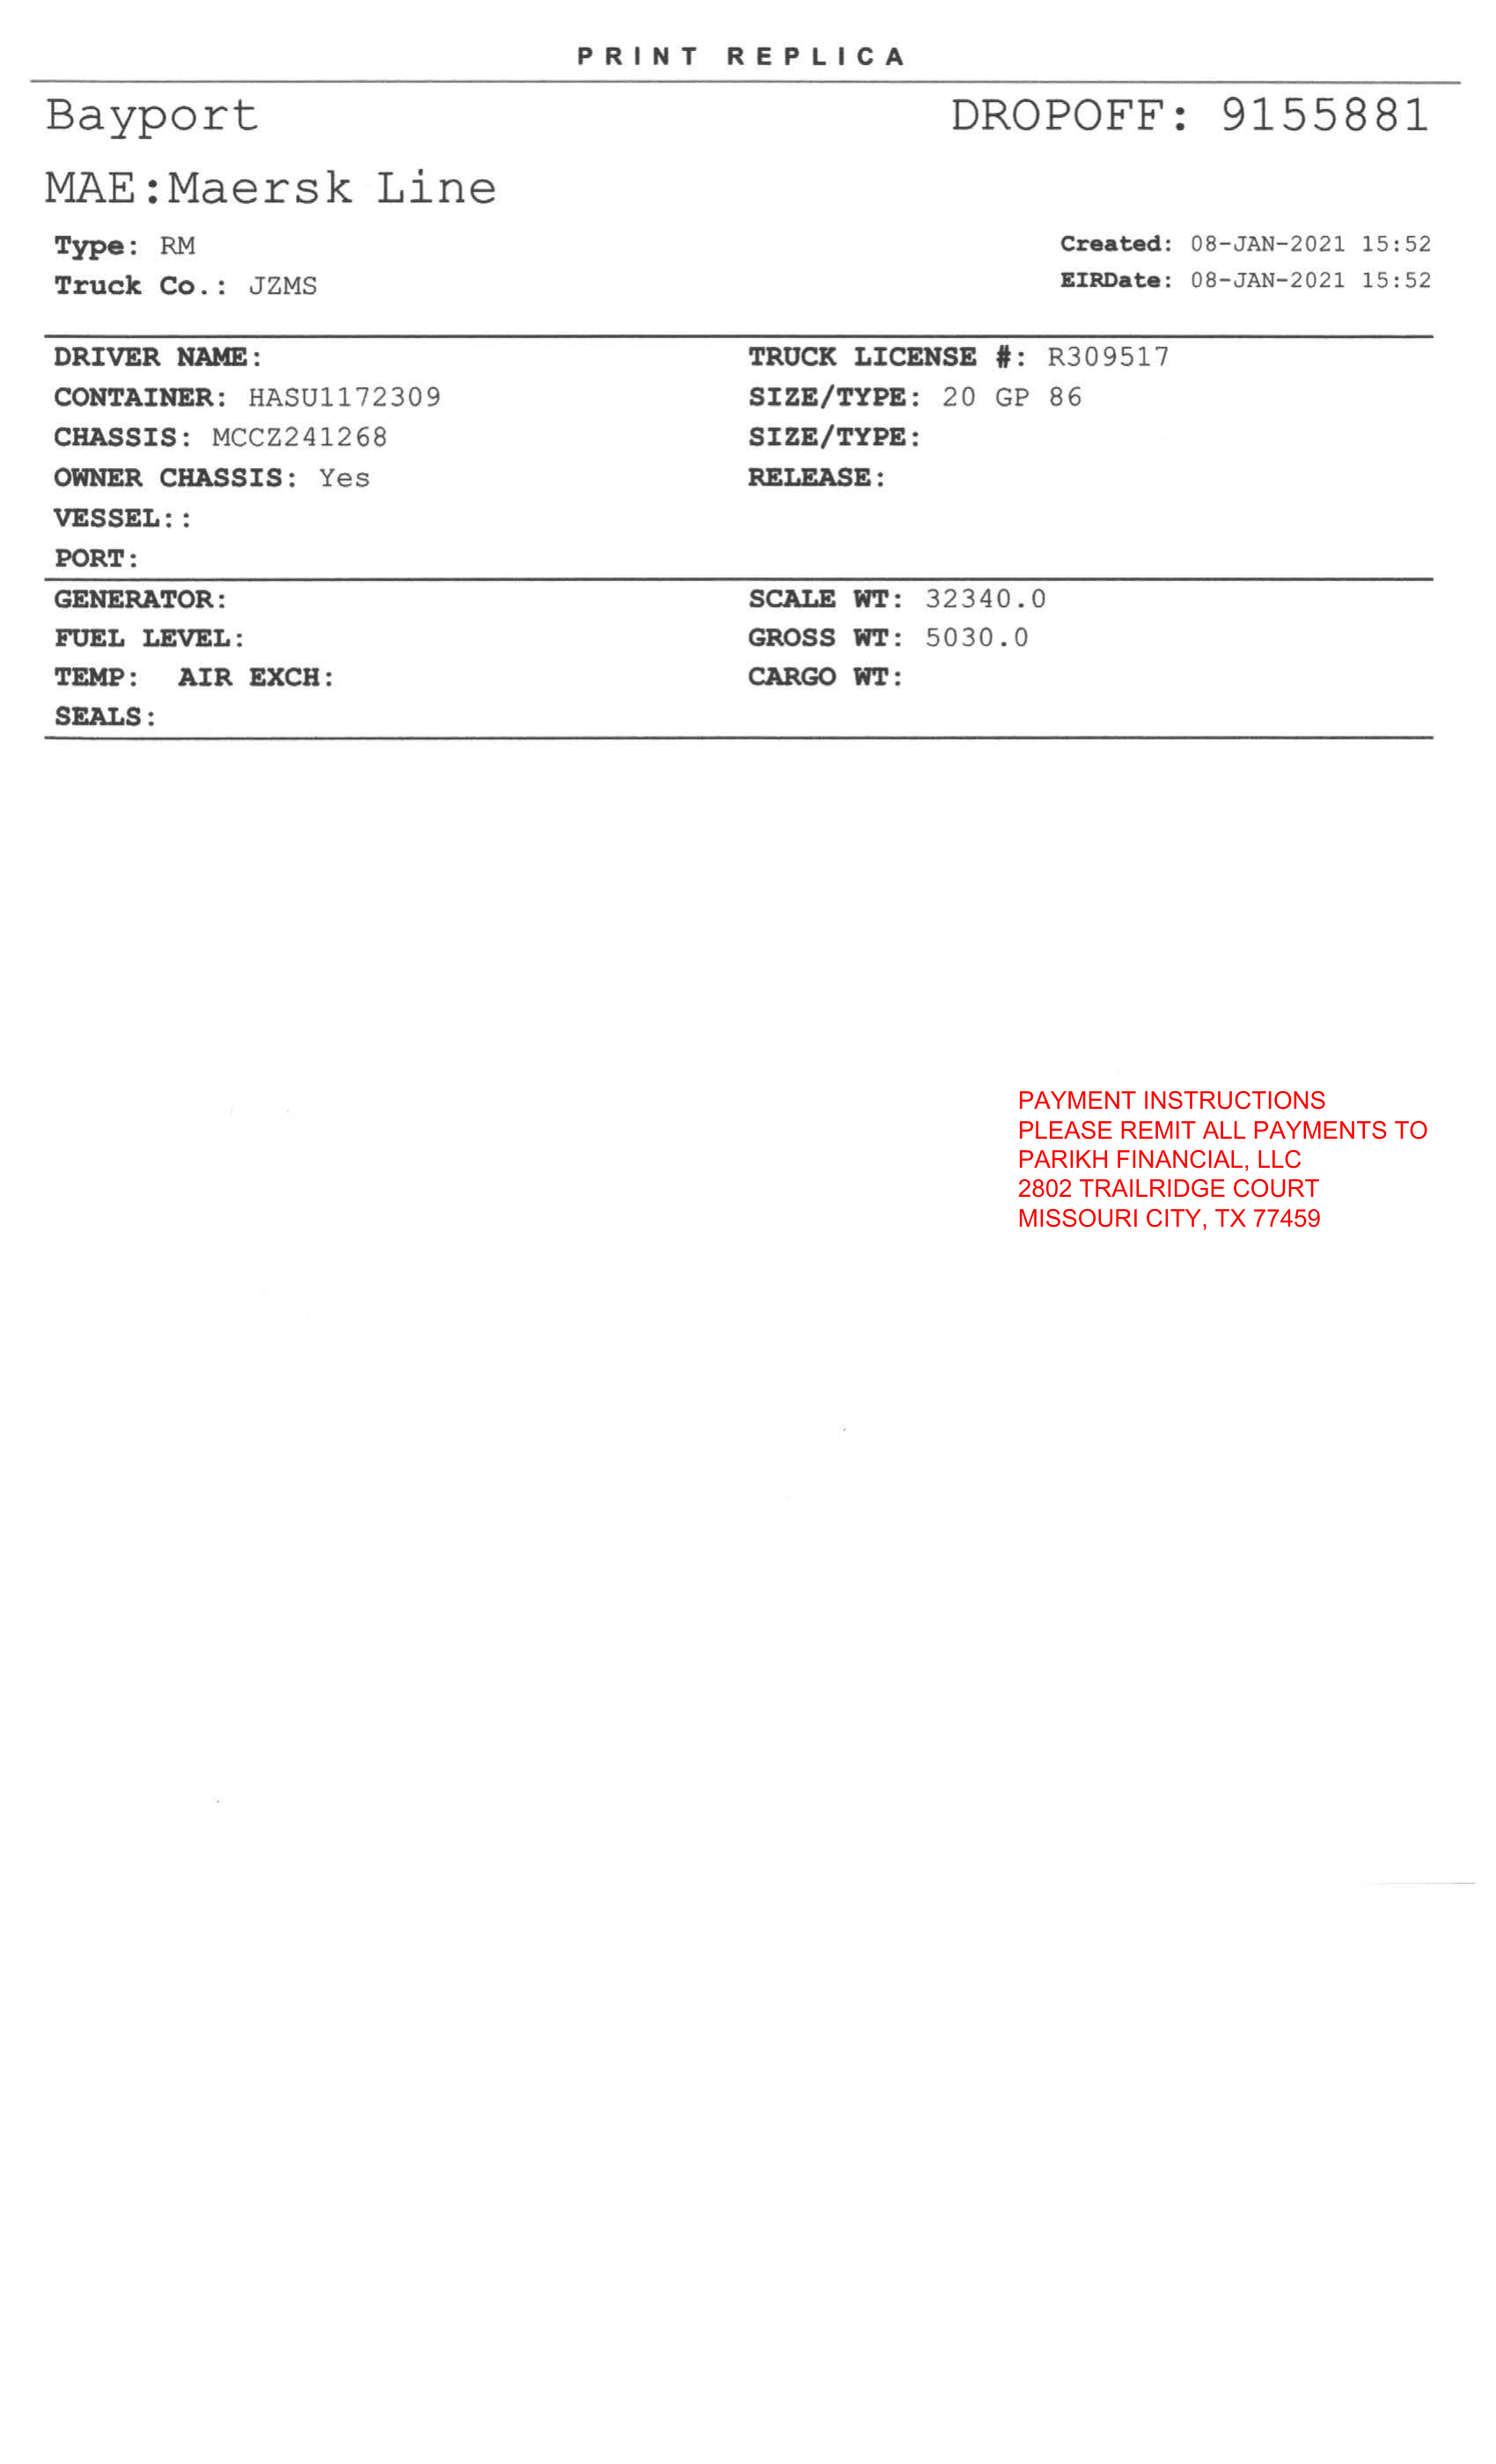 PRINT REPLICA
Bayport DROPOFF: 9155881
MAE:Maersk Line
Type: RM Created: 08-JAN-2021 15:52
Truck Co.: JZMS EIRDate: 08-JAN-2021 15:52
DRIVER NAME: TRUCK LICENSE #: R309517
CONTAINER: HASU1172309 SIZE/TYPE: 20 GP 86
CHASSIS: MCCZ241268 SIZE/TYPE:
OWNER CHASSIS: Yes RELEASE:
VESSEL::
PORT:
GENERATOR: SCALE WT: 32340.0
FUEL LEVEL: GROSS WT: 5030.0
TEMP: AIR EXCH: CARGO WT:
SEALS:
PAYMENT INSTRUCTIONS
PLEASE REMIT ALL PAYMENTS TO
PARIKH FINANCIAL, LLC
2802 TRAILRIDGE COURT
MISSOURI CITY, TX 77459